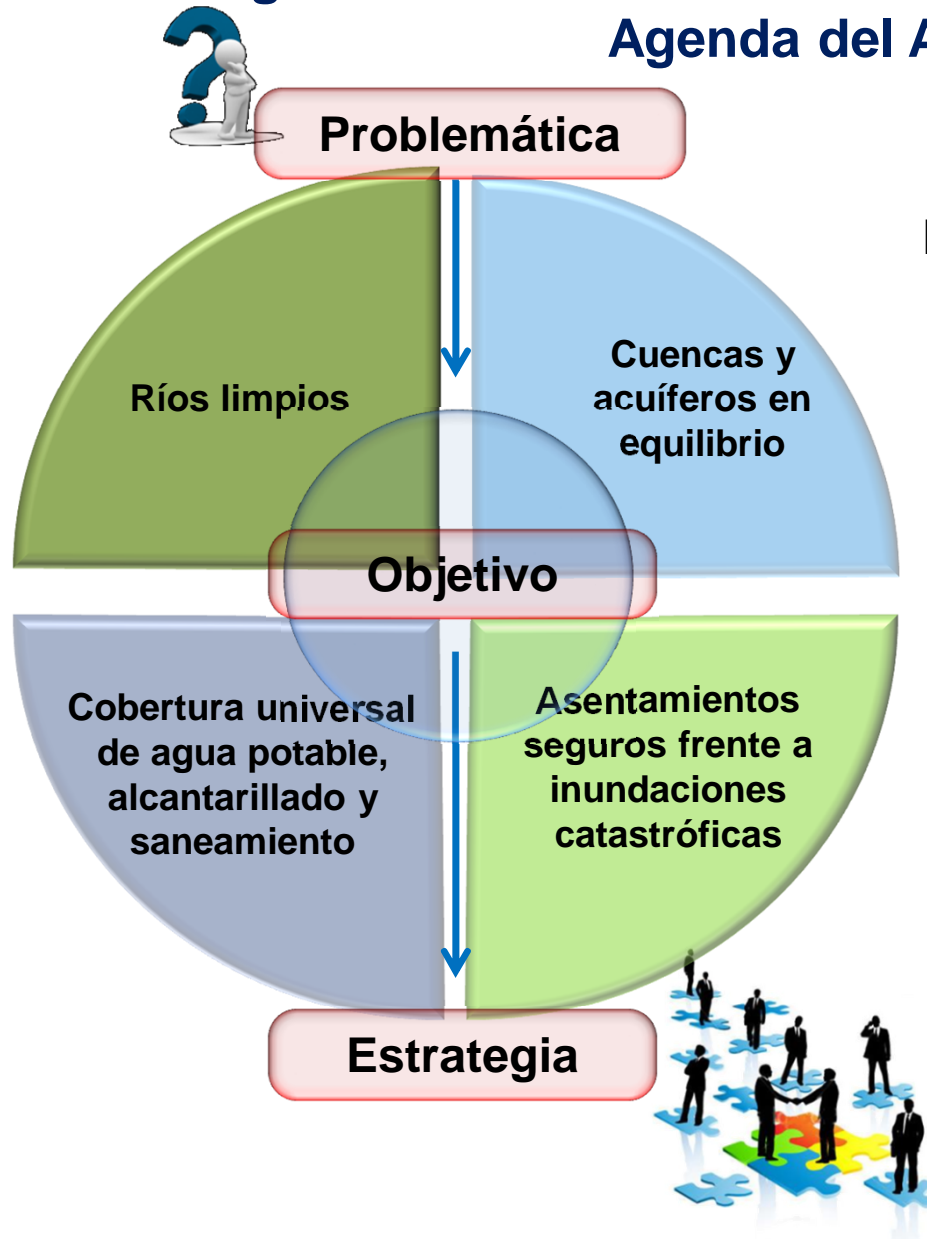 Agenda del A
Problemática
Ríos limpios
Cuencas y
acuíferos en
equilibrio
Objetivo
Cobertura universal
de agua potable,
alcantarillado y
saneamiento
Asentamientos
seguros frente a
inundaciones
catastróficas
Estrategia